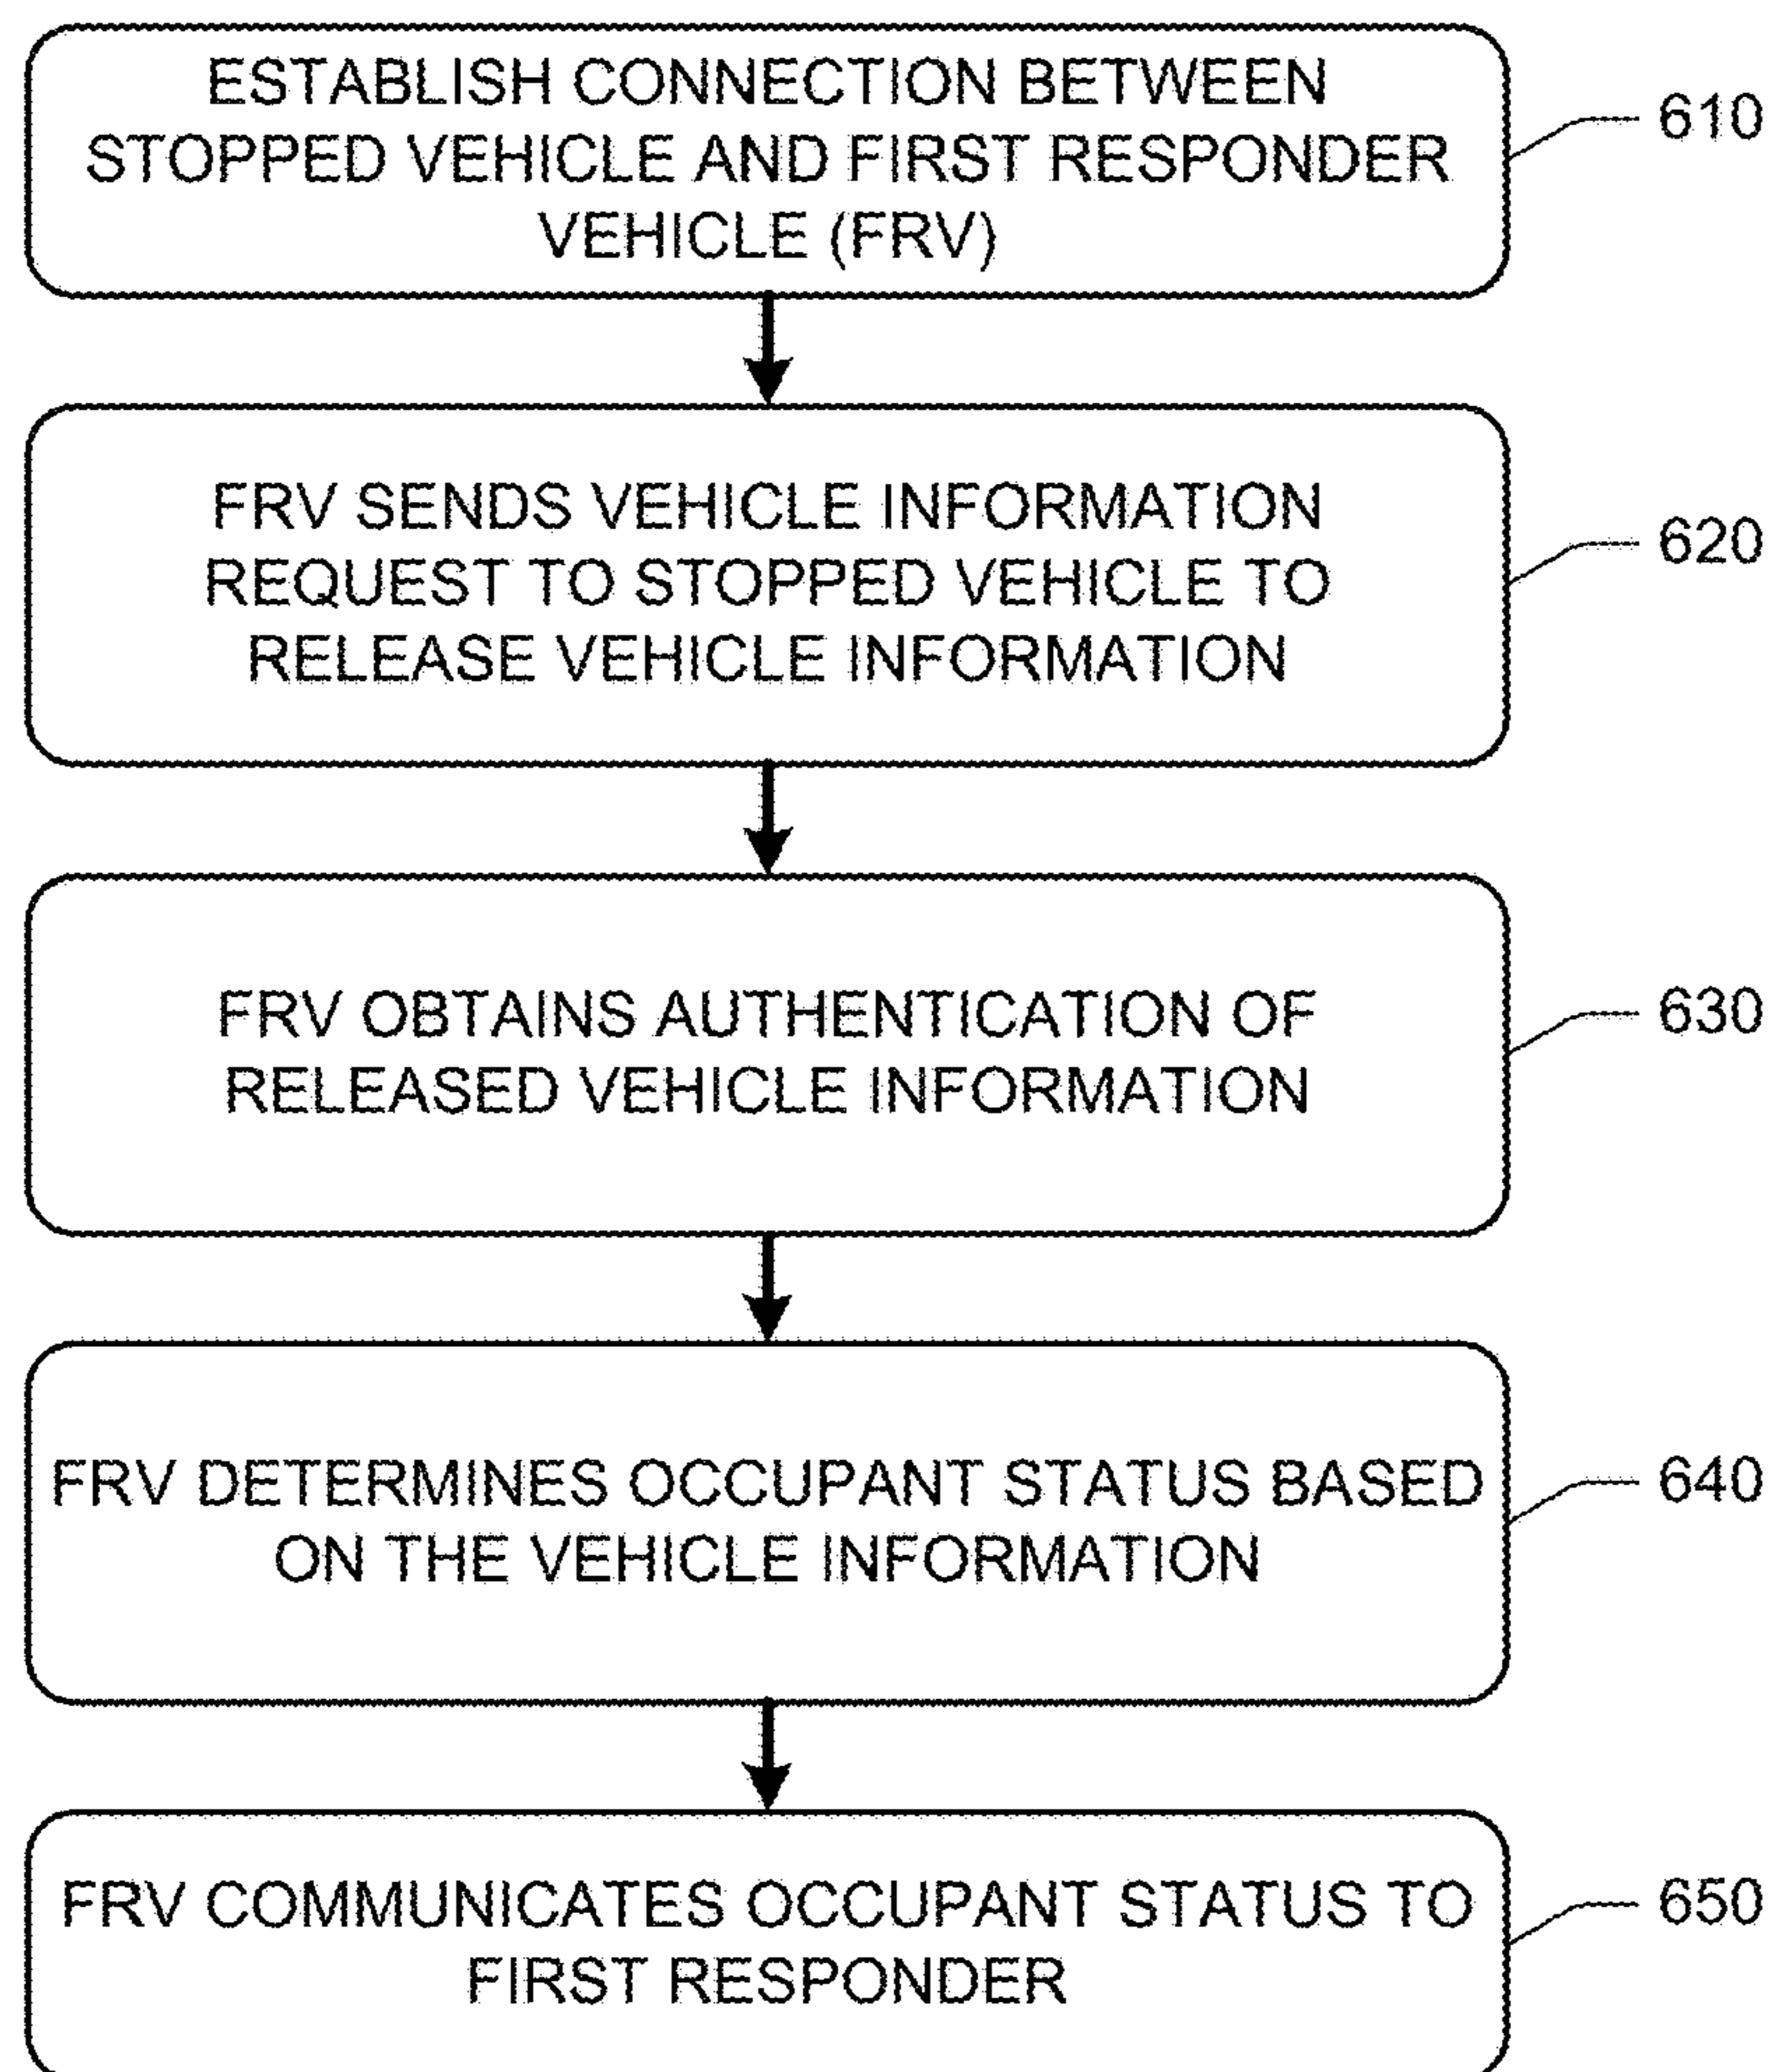 ESTABLISH CONNECTION BETWEEN
STOPPED VEHICLE AND FIRST RESPONDER
VEHICLE (FRV)
610
FRV SENDS VEHICLE INFORMATION
REQUEST TO STOPPED VEHICLE TO
RELEASE VEHICLE INFORMATION
620
FRV OBTAINS AUTHENTICATION OF
RELEASED VEHICLE INFORMATION
630
FRV DETERMINES OCCUPANT STATUS BASED
ON THE VEHICLE INFORMATION
640
FRV COMMUNICATES OCCUPANT STATUS TO
FIRST RESPONDER
650